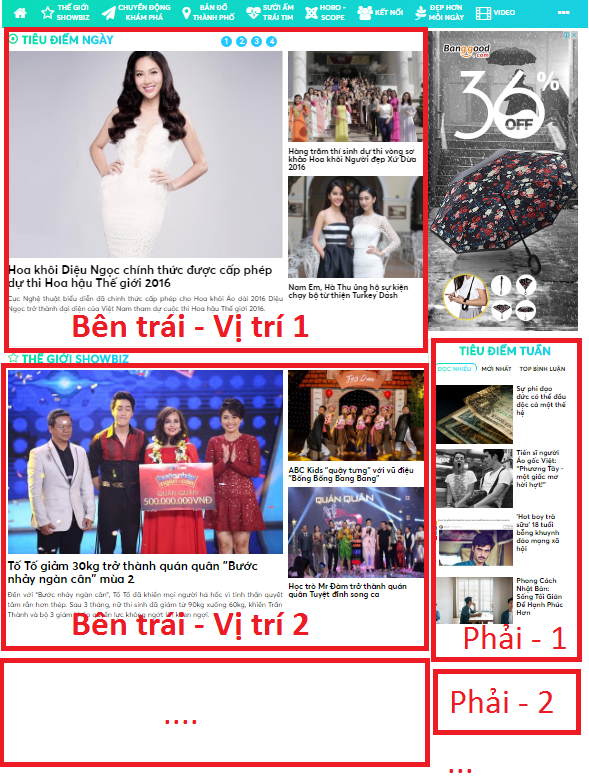 THẾ GIỚI
SHOWBIZ
CHUYỂN ĐỘNG
KHÁM PHÁ
BẢN ĐỒ
THÀNH PHỐ
SƯỞI ẤM
TRÁI TIM
HORO -
SCOPE
KẾT NỐI
ĐẸP HƠN
MỖI NGÀY
VIDEO
TIÊU ĐIỂM NGÀY
1 2 3 4
Hoa khôi Diệu Ngọc chính thức được cấp phép
dự thi Hoa hậu Thế giới 2016
Cục Nghệ thuật biểu diễn đã chính thức cấp phép cho Hoa khôi Áo dài 2016 Diệu
Ngọc trở thành đại diện của Việt Nam tham dự cuộc thi Hoa hậu Thế giới 2016.
Bên trái - Vị trí 1
Hàng trăm thí sinh dự thi vòng sơ
khảo Hoa khôi Người đẹp Xứ Dừa
2016
Nam Em, Hà Thu ủng hộ sự kiện
chạy bộ từ thiện Turkey Dash
Banggood
.com
36%
OFF
THẾ GIỚI SHOWBIZ
Tố Tố giảm 30kg trở thành quán quân "Bước
nhảy ngàn cân" mùa 2
Đến với "Bước nhảy ngàn cân", Tố Tố đã khiến mọi người há hốc vì tinh thần quyết
tâm rắn hơn thép. Sau 3 tháng, nữ thí sinh đã giảm từ 90kg xuống 60kg, khiến Trấn
Thành và bộ 3 giám khảo
khen ngợi.
Bên trái - Vị trí 2
QUÁN QUÂN
500.000.000VNĐ
ABC Kids "quậy tưng" với vũ điệu
"Bống Bống Bang Bang"
QUÁN QUÂN
Học trò Mr Đàm trở thành quán
quân Tuyệt đỉnh song ca
TIÊU ĐIỂM TUẦN
ĐỌC NHIỀU
MỚI NHẤT
TOP BÌNH LUẬN
Sự phi đạo
đức có thể đầu
độc cả một thế
hệ
Tiến sĩ người
Áo gốc Việt:
"Phương Tây -
một giấc mơ
hời hợt!"
'Hot boy trà
sữa' 18 tuổi
bỗng khuynh
đảo mạng xã
hội
Phong Cách
Nhật Bản:
Sống Tối Giản
Để Hạnh Phúc
Hơn
Phải - 1
....
Phải - 2
...